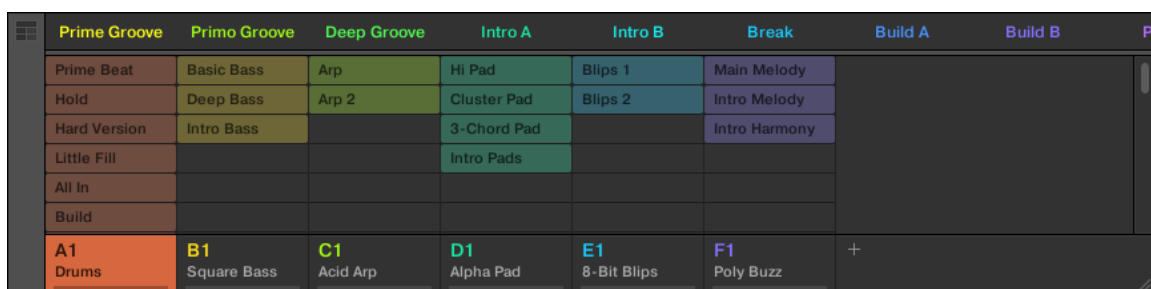 Prime Groove Primo Groove Deep Groove Intro A Intro B Break Build A Build B P
Prime Beat Basic Bass Arp Hi Pad Blips 1 Main Melody
Hold Deep Bass Arp 2 Cluster Pad Blips 2 Intro Melody
Hard Version Intro Bass 3-Chord Pad Intro Harmony
Little Fill Intro Pads
All In
Build
A1 B1 C1 D1 E1 F1 +
Drums Square Bass Acid Arp Alpha Pad 8-Bit Blips Poly Buzz